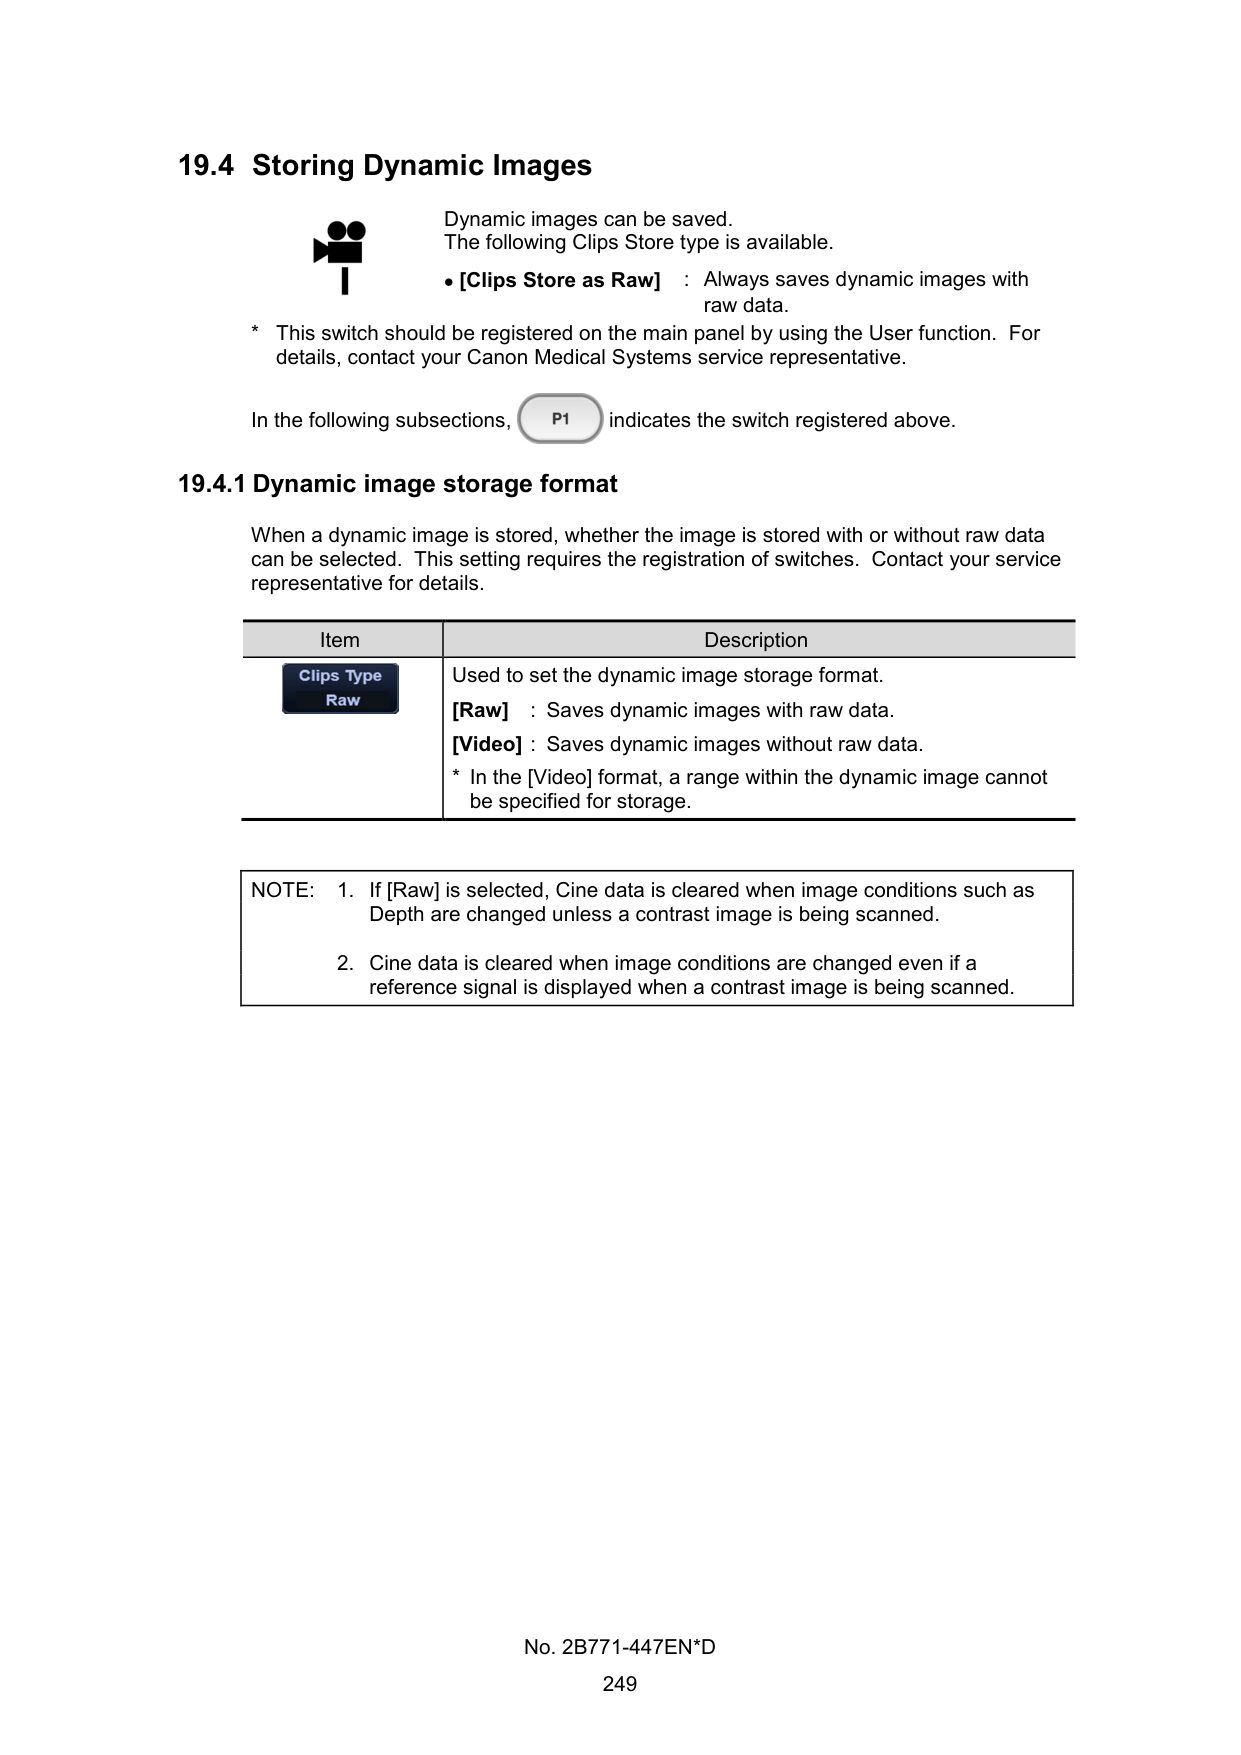 19.4 Storing Dynamic Images
Dynamic images can be saved.
The following Clips Store type is available.
● [Clips Store as Raw] : Always saves dynamic images with
raw data.
* This switch should be registered on the main panel by using the User function. For
details, contact your Canon Medical Systems service representative.
In the following subsections, P1 indicates the switch registered above.
19.4.1 Dynamic image storage format
When a dynamic image is stored, whether the image is stored with or without raw data
can be selected. This setting requires the registration of switches. Contact your service
representative for details.
Item Description
Clips Type
Raw
Used to set the dynamic image storage format.
[Raw] : Saves dynamic images with raw data.
[Video] : Saves dynamic images without raw data.
* In the [Video] format, a range within the dynamic image cannot
be specified for storage.
NOTE: 1. If [Raw] is selected, Cine data is cleared when image conditions such as
Depth are changed unless a contrast image is being scanned.
2. Cine data is cleared when image conditions are changed even if a
reference signal is displayed when a contrast image is being scanned.
No. 2B771-447EN*D
249